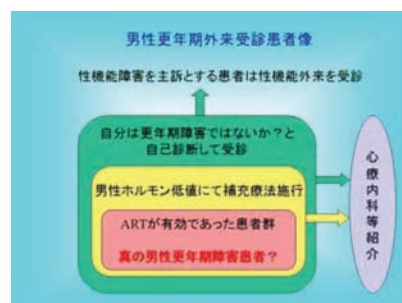 男性更年期外来受診患者像
性機能障害を主訴とする患者は性機能外来を受診
自分は更年期障害ではないか？と
自己診断して受診
男性ホルモン低値にて補充療法施行
ARTが有効であった患者群
真の男性更年期障害患者？
心療内科等紹介